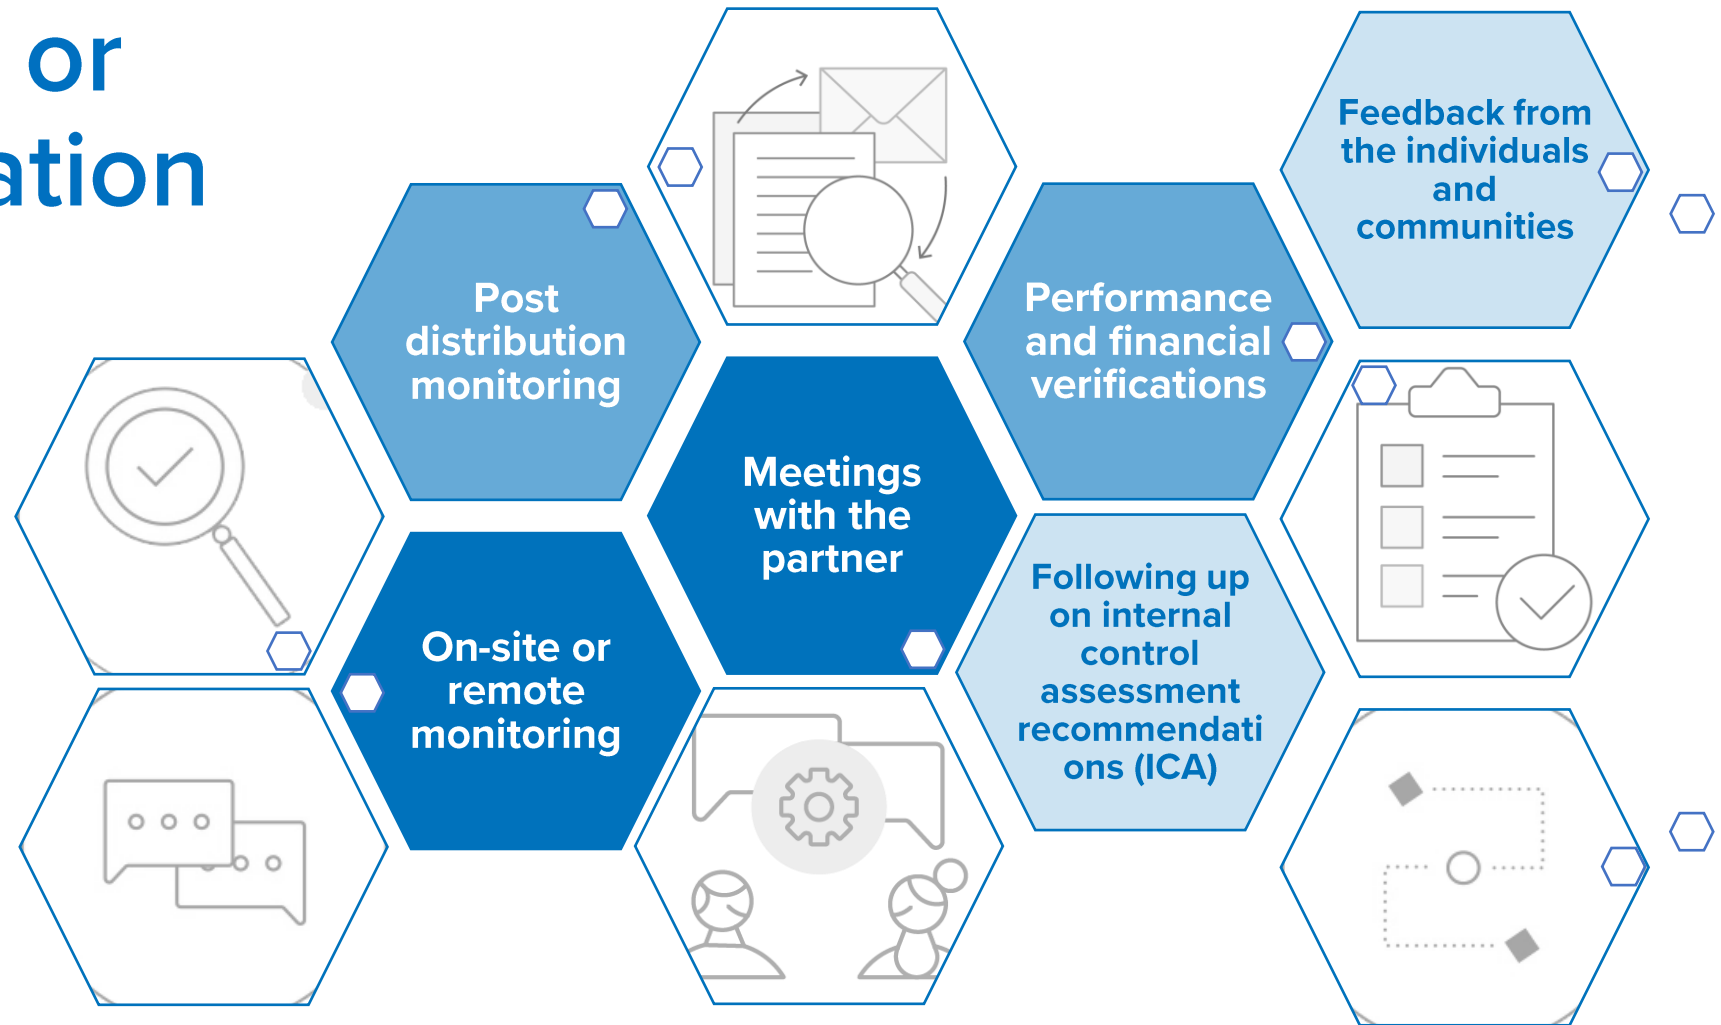 or
ation
Post
distribution
monitoring
Performance
and financial
verifications
Feedback from
the individuals
and
communities
Meetings
with the
partner
On-site or
remote
monitoring
Following up
on internal
control
assessment
recommendati
ons (ICA)